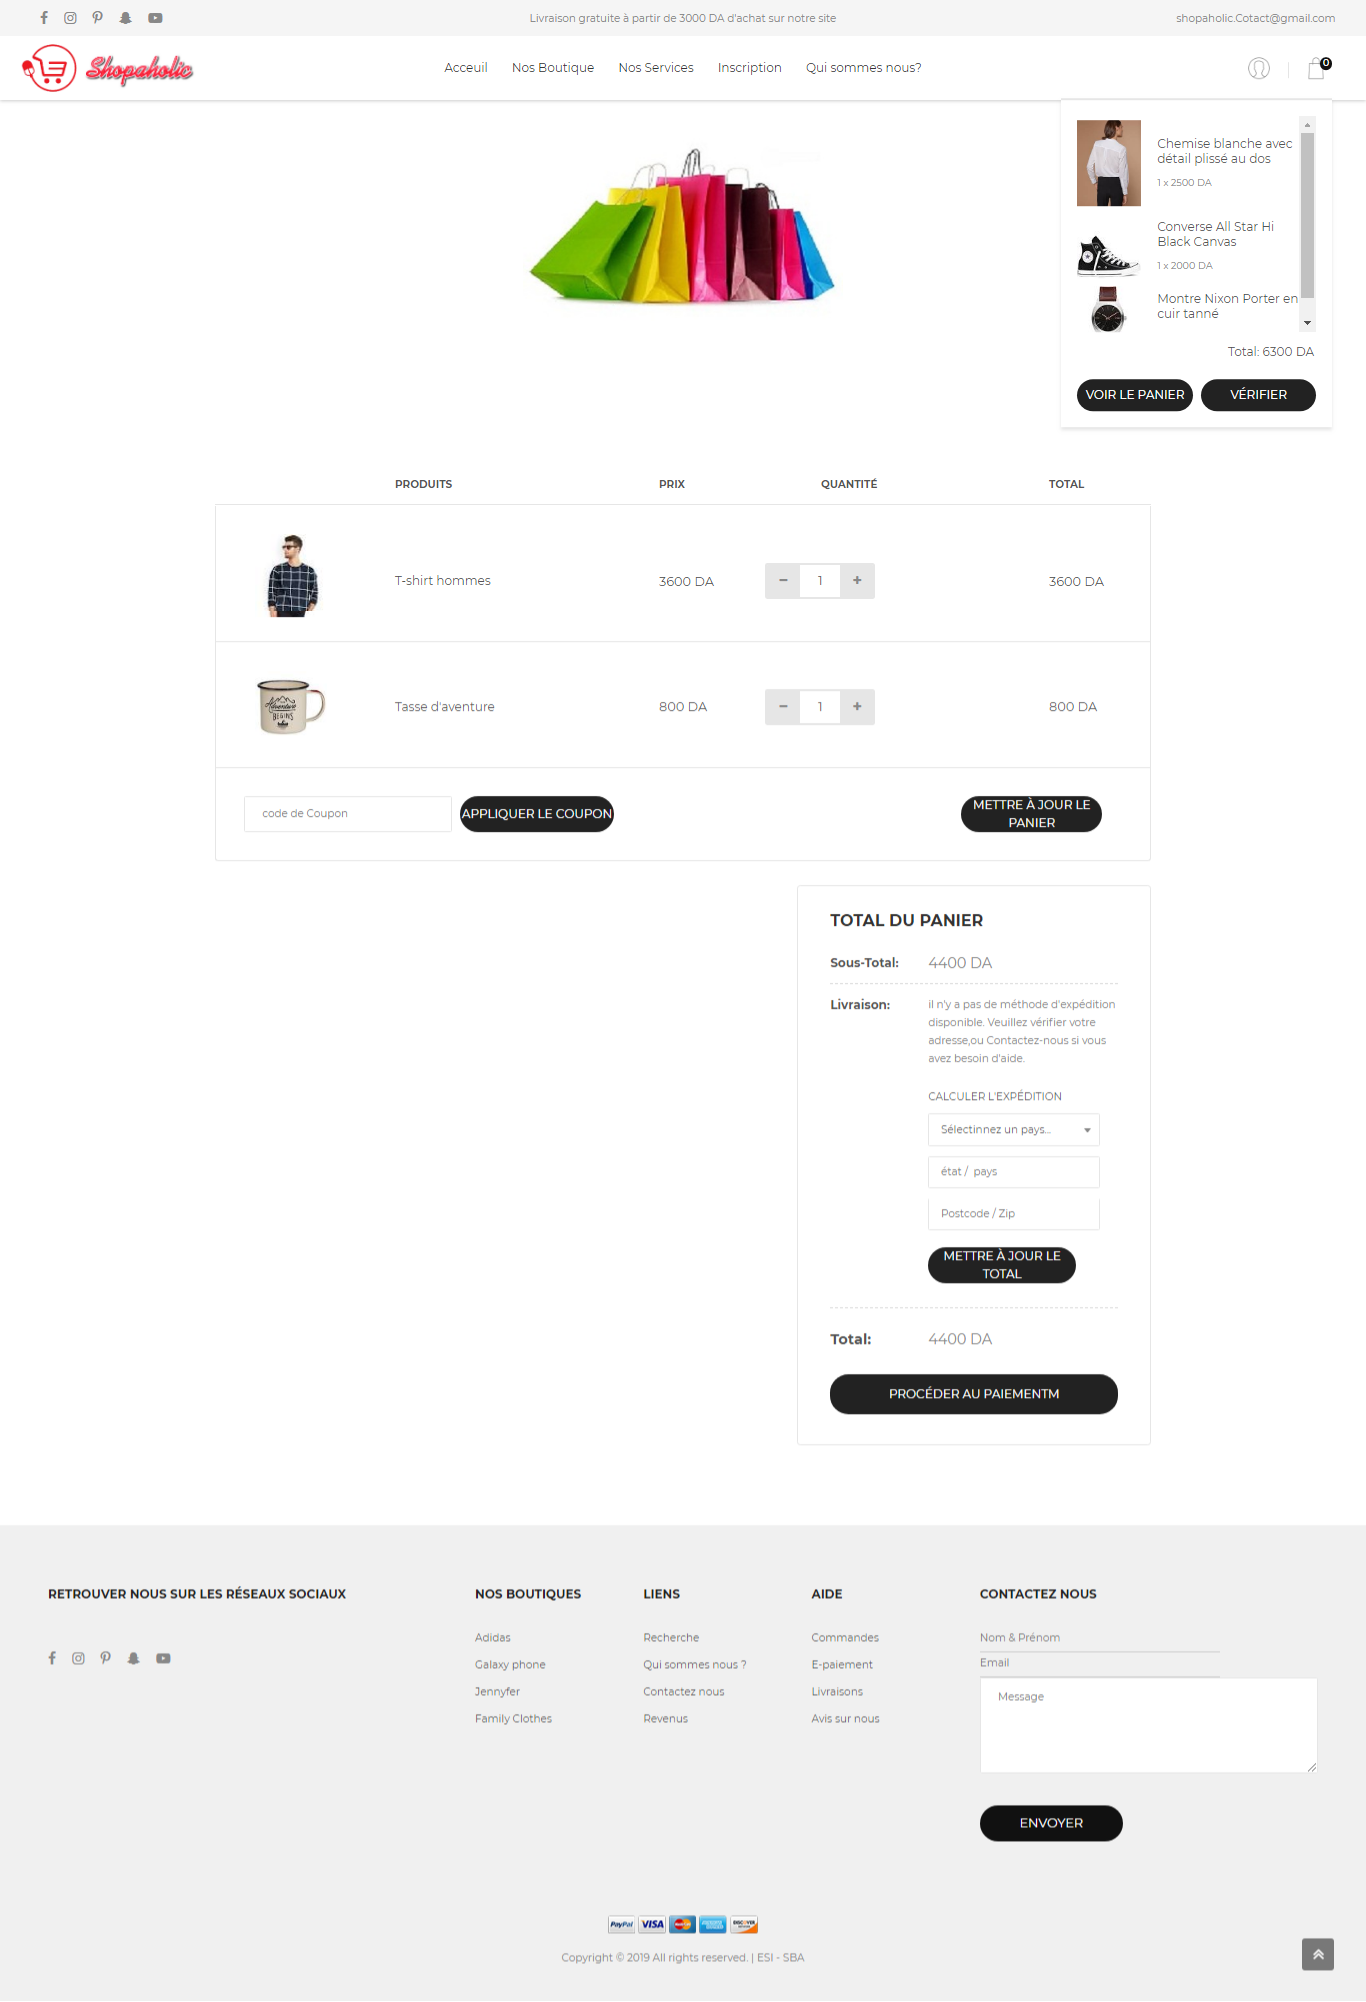 Livraison gratuite à partir de 3000 DA d'achat sur notre site
shopaholic.Cotact@gmail.com
Shopaholic
Acceuil
Nos Boutique
Nos Services
Inscription
Qui sommes nous?
0
Chemise blanche avec
détail plissé au dos
1 x 2500 DA
Converse All Star Hi
Black Canvas
1 x 2000 DA
Montre Nixon Porter en
cuir tanné
Total: 6300 DA
VOIR LE PANIER
VÉRIFIER
PRODUITS
PRIX
QUANTITÉ
TOTAL
T-shirt hommes
3600 DA
− 1 +
3600 DA
Adventure
BEGINS
Tasse d'aventure
800 DA
− 1 +
800 DA
code de Coupon
APPLIQUER LE COUPON
METTRE À JOUR LE
PANIER
TOTAL DU PANIER
Sous-Total:
4400 DA
Livraison:
il n'y a pas de méthode d'expédition
disponible. Veuillez vérifier votre
adresse,ou Contactez-nous si vous
avez besoin d'aide.
CALCULER L'EXPÉDITION
Sélectinnez un pays...
état / pays
Postcode / Zip
METTRE À JOUR LE
TOTAL
Total:
4400 DA
PROCÉDER AU PAIEMENTM
RETROUVER NOUS SUR LES RÉSEAUX SOCIAUX
NOS BOUTIQUES
Adidas
Galaxy phone
Jennyfer
Family Clothes
LIENS
Recherche
Qui sommes nous ?
Contactez nous
Revenus
AIDE
Commandes
E-paiement
Livraisons
Avis sur nous
CONTACTEZ NOUS
Nom & Prénom
Email
Message
ENVOYER
PayPal
VISA
DISCOVER
Copyright © 2019 All rights reserved. | ESI - SBA